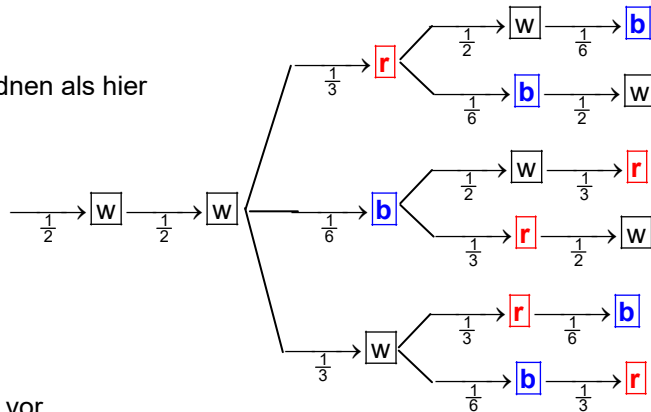 1/2 w 1/6 b
1/3 r
dnen als hier
1/6 b 1/2 w
1/2 w 1/3 r
1/2 w 1/2 w 1/6 b
1/3 r 1/2 w
1/3 r 1/6 b
1/3 w
1/6 b 1/3 r
vor